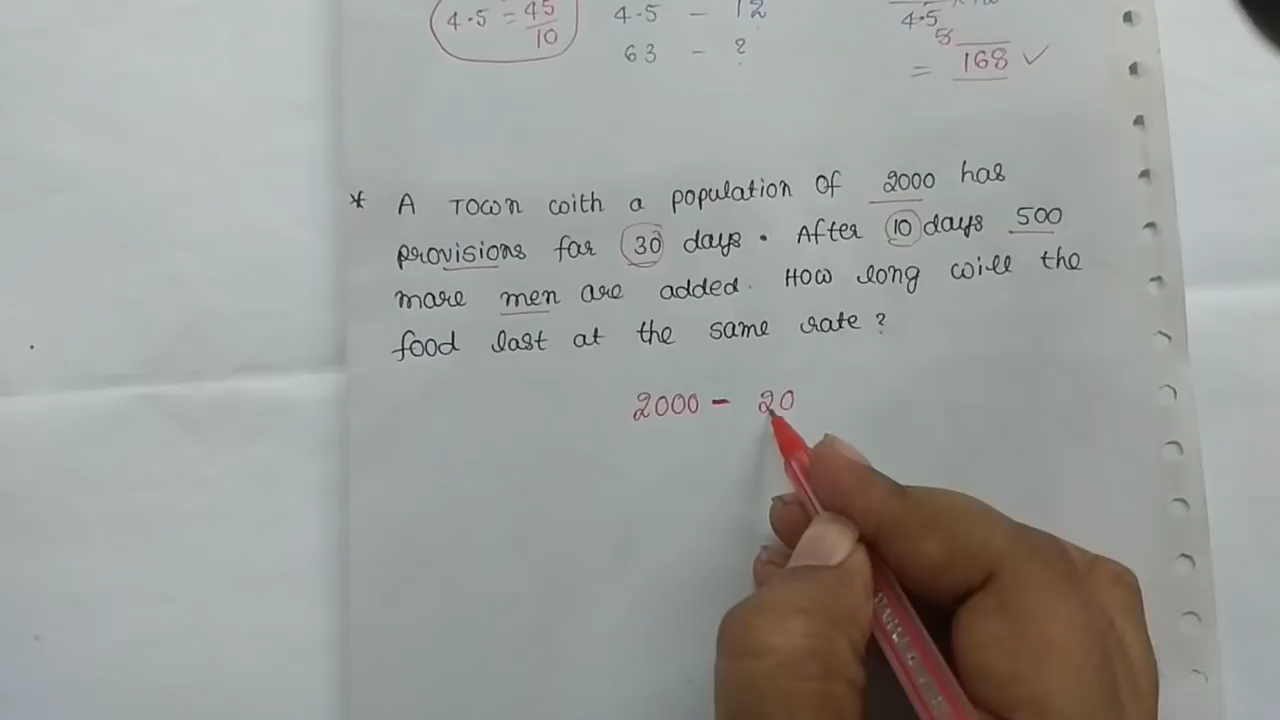 4.5 = 45/10
4.5 - 12
63 - ?
4.5
= 168 ✓
* A Town with a population of 2000 has
provisions for 30 days. After 10 days 500
more men are added. How long will the
food last at the same rate?
2000 - 20